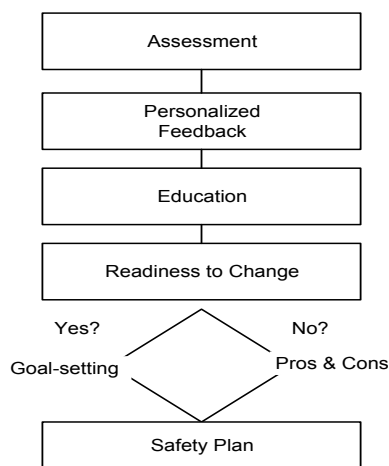 Assessment
Personalized
Feedback
Education
Readiness to Change
Yes?
No?
Goal-setting
Pros & Cons
Safety Plan